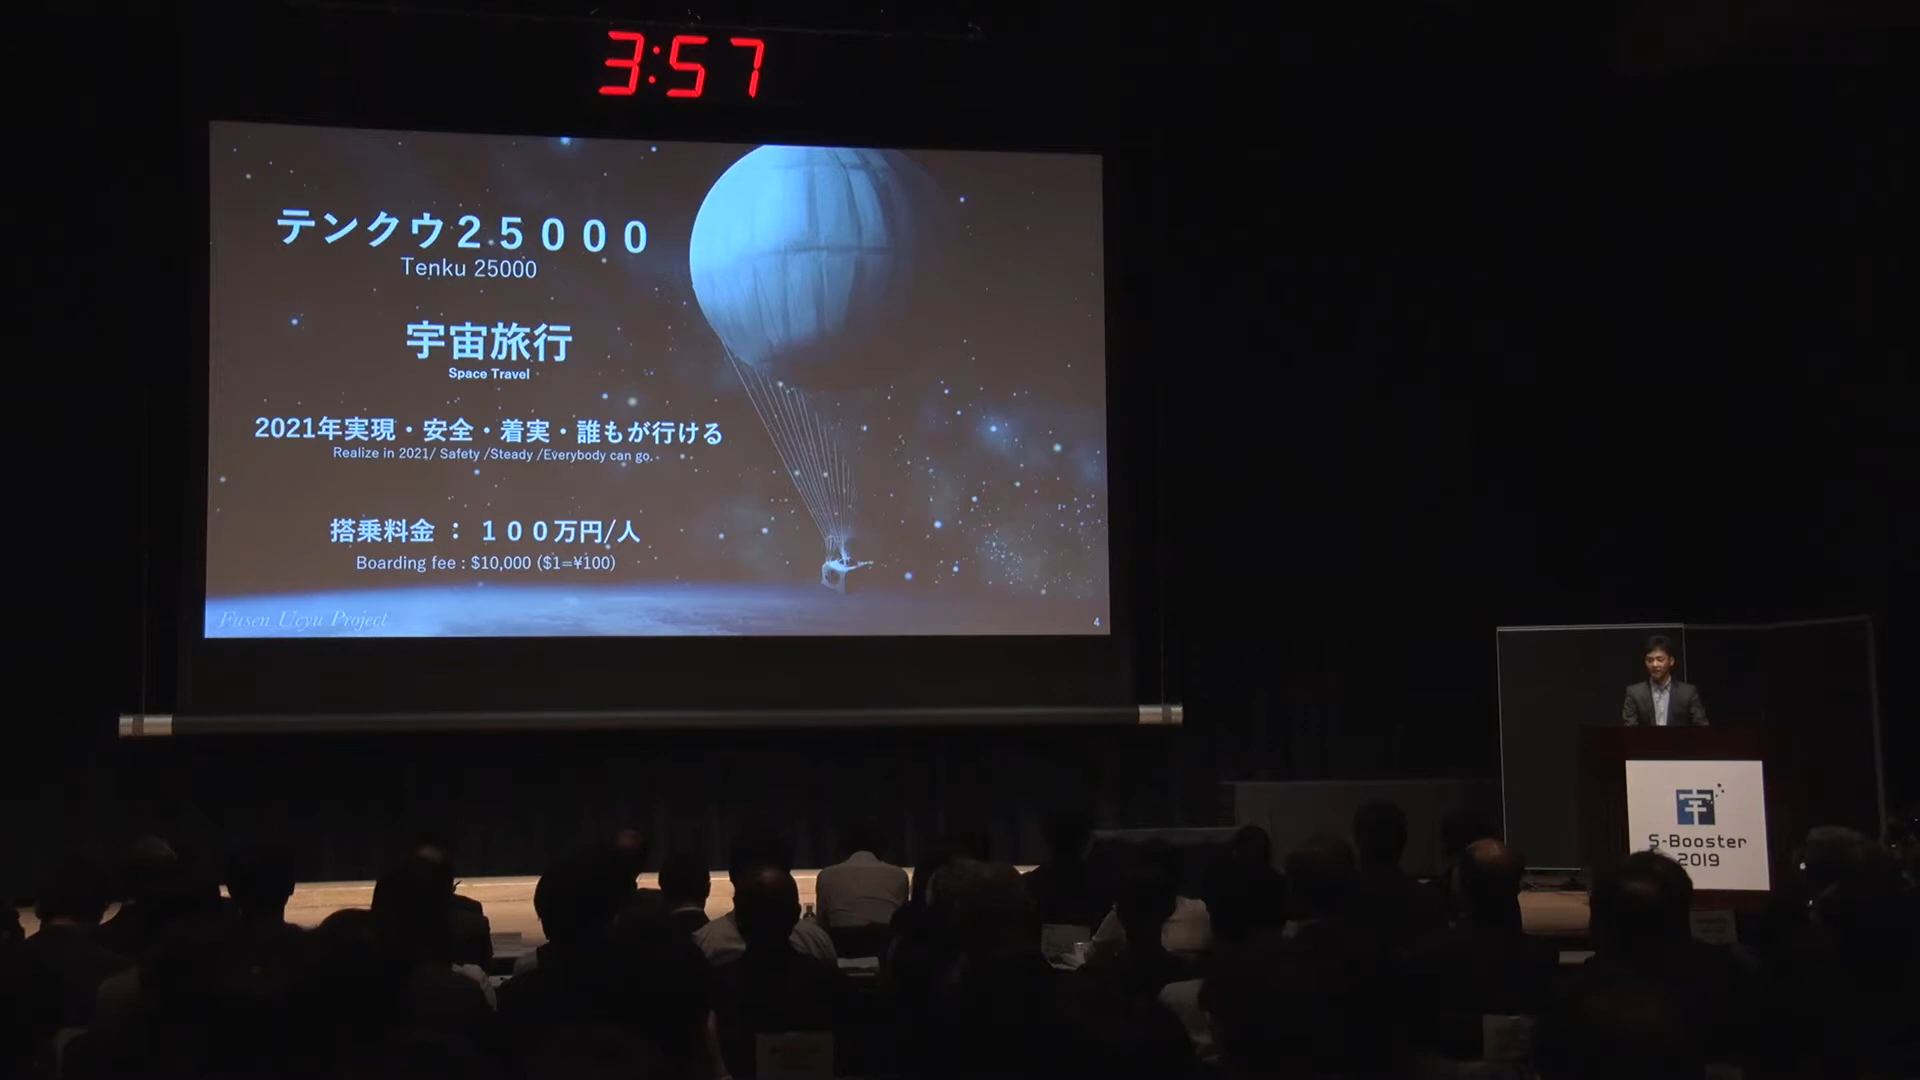 3:57
テンクウ25000
Tenku 25000
宇宙旅行
Space Travel
2021年実現・安全・着実・誰もが行ける
Realize in 2021/ Safety /Steady /Everybody can go.
搭乗料金 : 100万円/人
Boarding fee : $10,000 ($1=¥100)
Fusen Ucyu Project
4
宇
S-Booster
2019